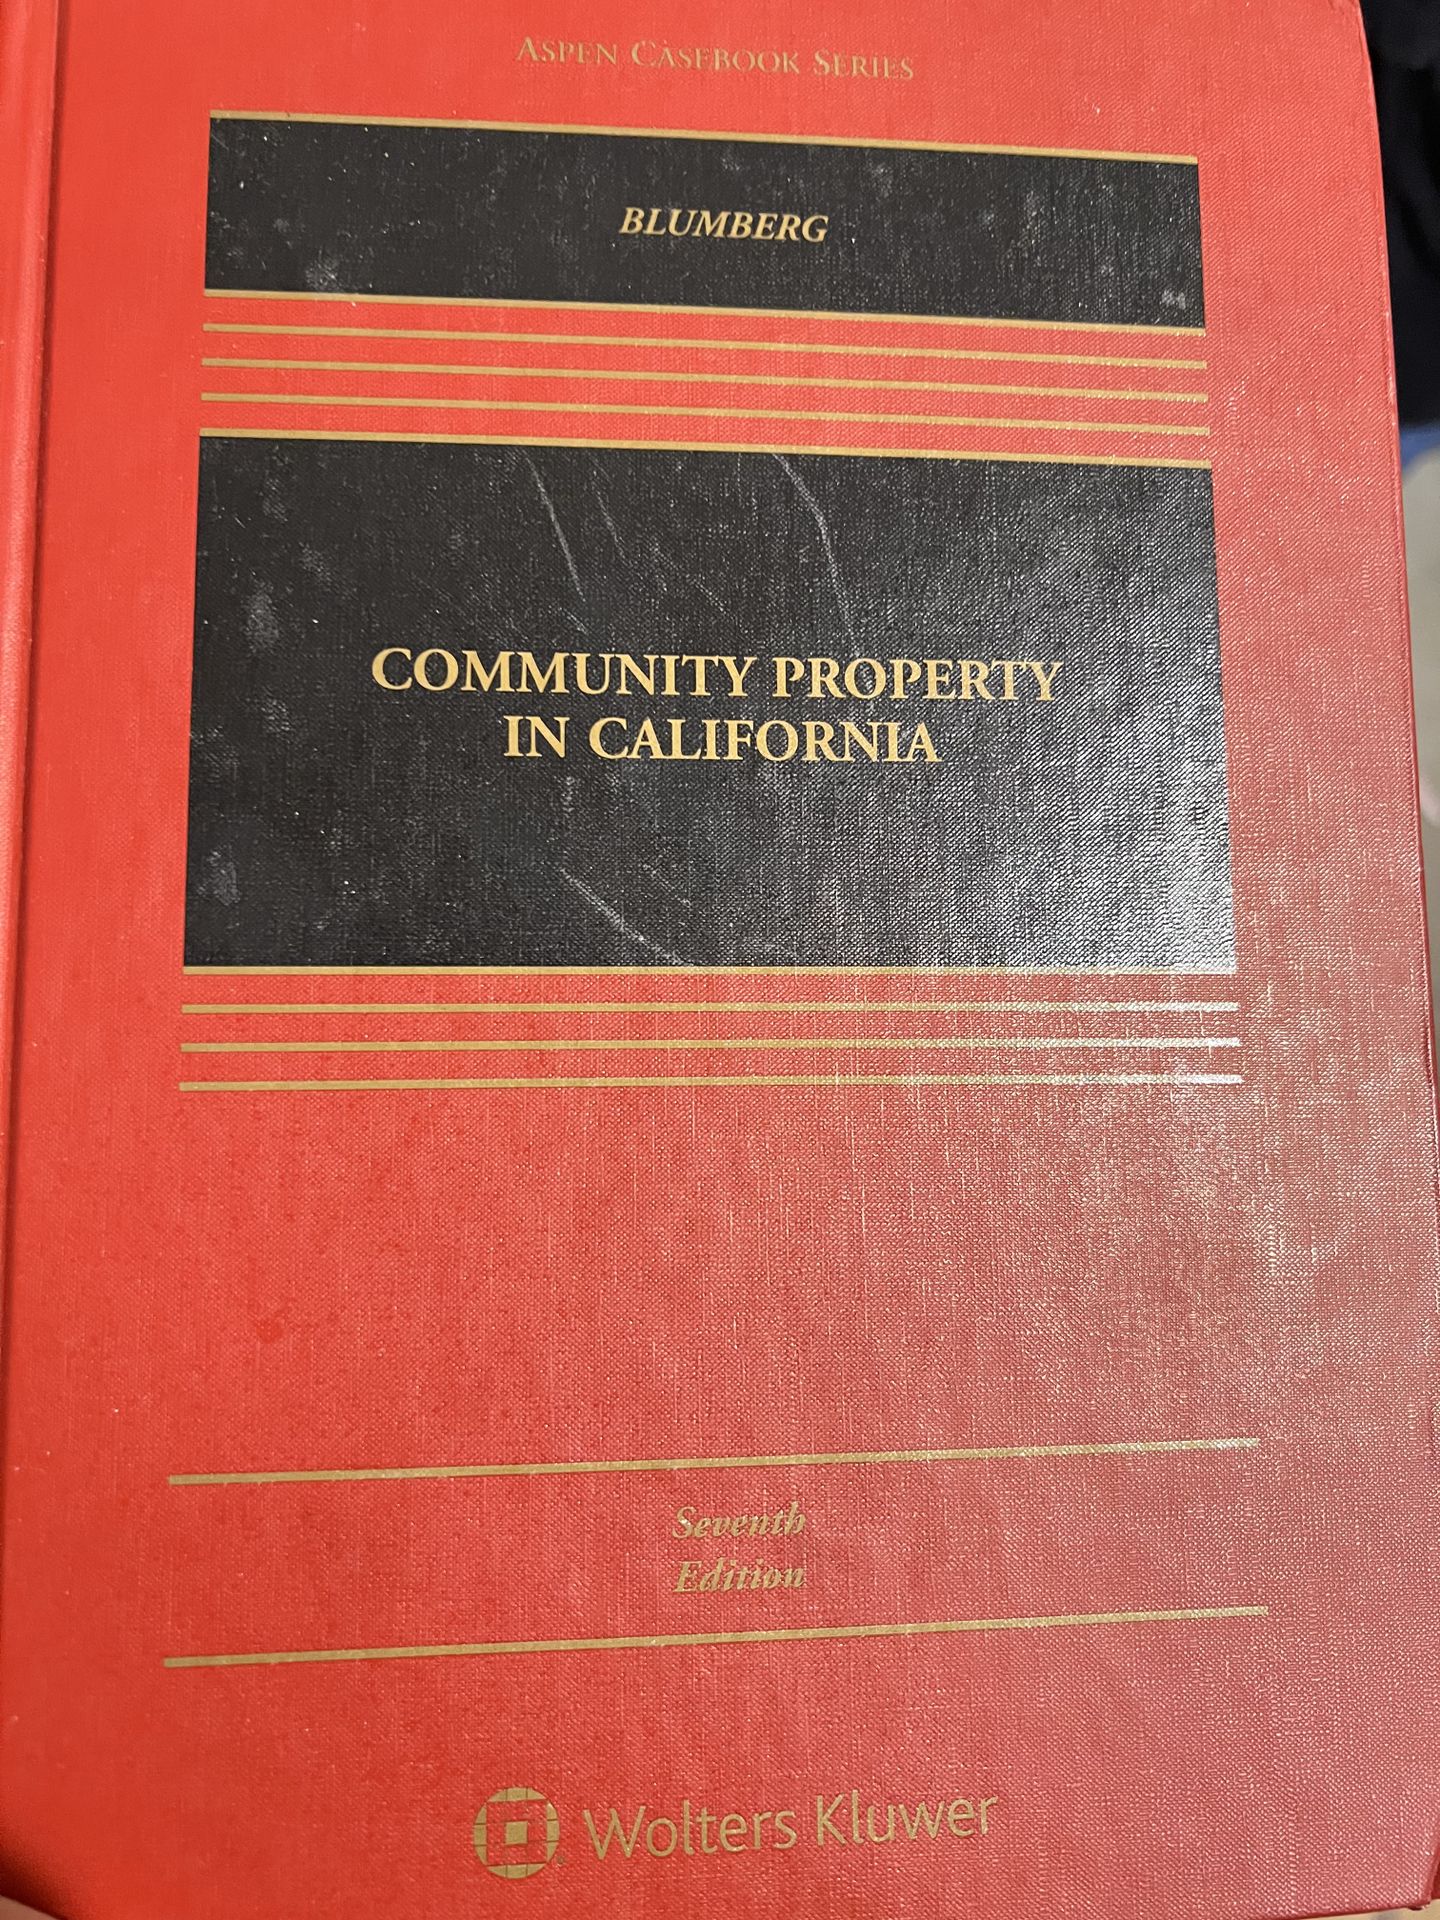 ASPEN CASEBOOK SERIES
BLUMBERG
COMMUNITY PROPERTY
IN CALIFORNIA
Seventh
Edition
Wolters Kluwer